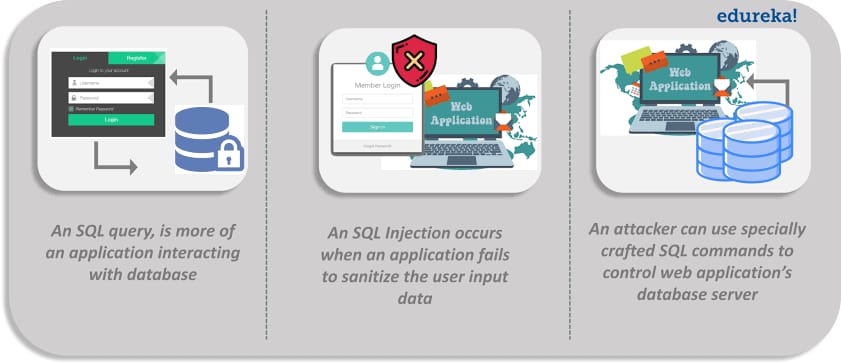 edureka!
Login
Register
Login to your account
Username
Password
Remember Password
Login
An SQL query, is more of
an application interacting
with database
Member Login
Username
Password
Sign in
Forgot Password?
Web
Application
An SQL Injection occurs
when an application fails
to sanitize the user input
data
Web
Application
An attacker can use specially
crafted SQL commands to
control web application's
database server